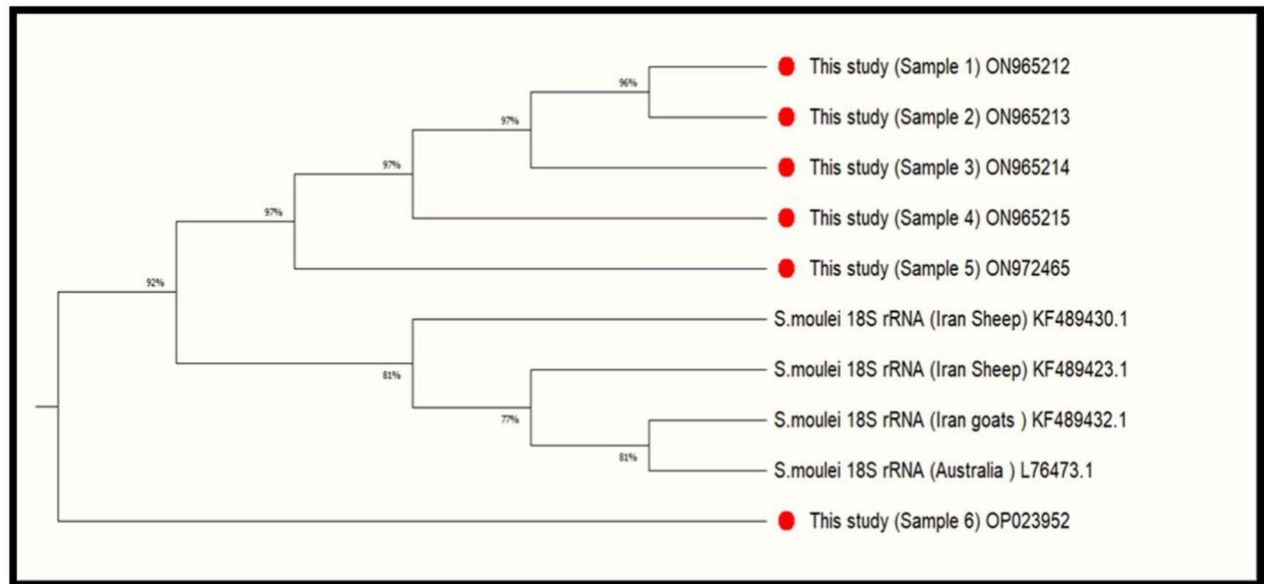 96%
This study (Sample 1) ON965212
This study (Sample 2) ON965213
97%
This study (Sample 3) ON965214
97%
This study (Sample 4) ON965215
97%
This study (Sample 5) ON972465
92%
S.moulei 18S rRNA (Iran Sheep) KF489430.1
81%
S.moulei 18S rRNA (Iran Sheep) KF489423.1
77%
S.moulei 18S rRNA (Iran goats ) KF489432.1
81%
S.moulei 18S rRNA (Australia ) L76473.1
This study (Sample 6) OP023952